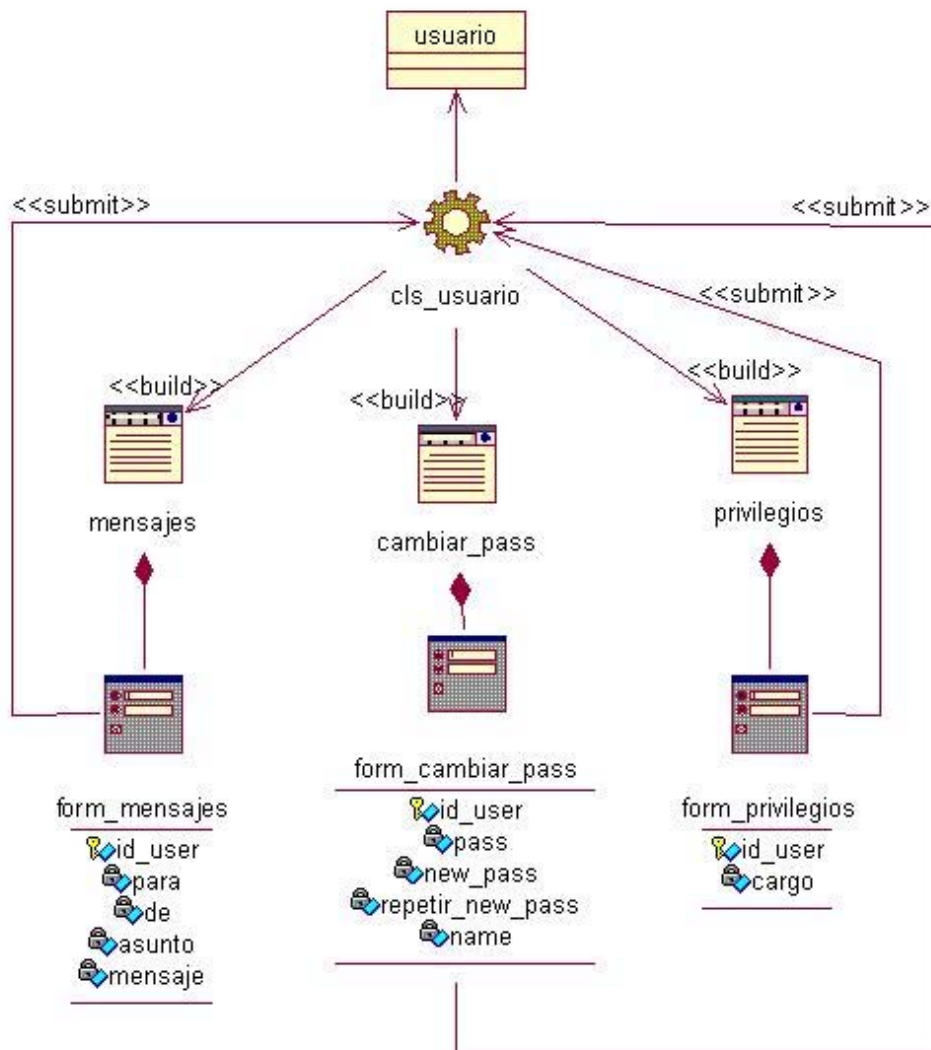 usuario
<<submit>>
<<submit>>
cls_usuario
<<submit>>
<<build>>
<<build>>
<<build>>
mensajes
cambiar_pass
privilegios
form_mensajes
id_user
para
de
asunto
mensaje
form_cambiar_pass
id_user
pass
new_pass
repetir_new_pass
name
form_privilegios
id_user
cargo